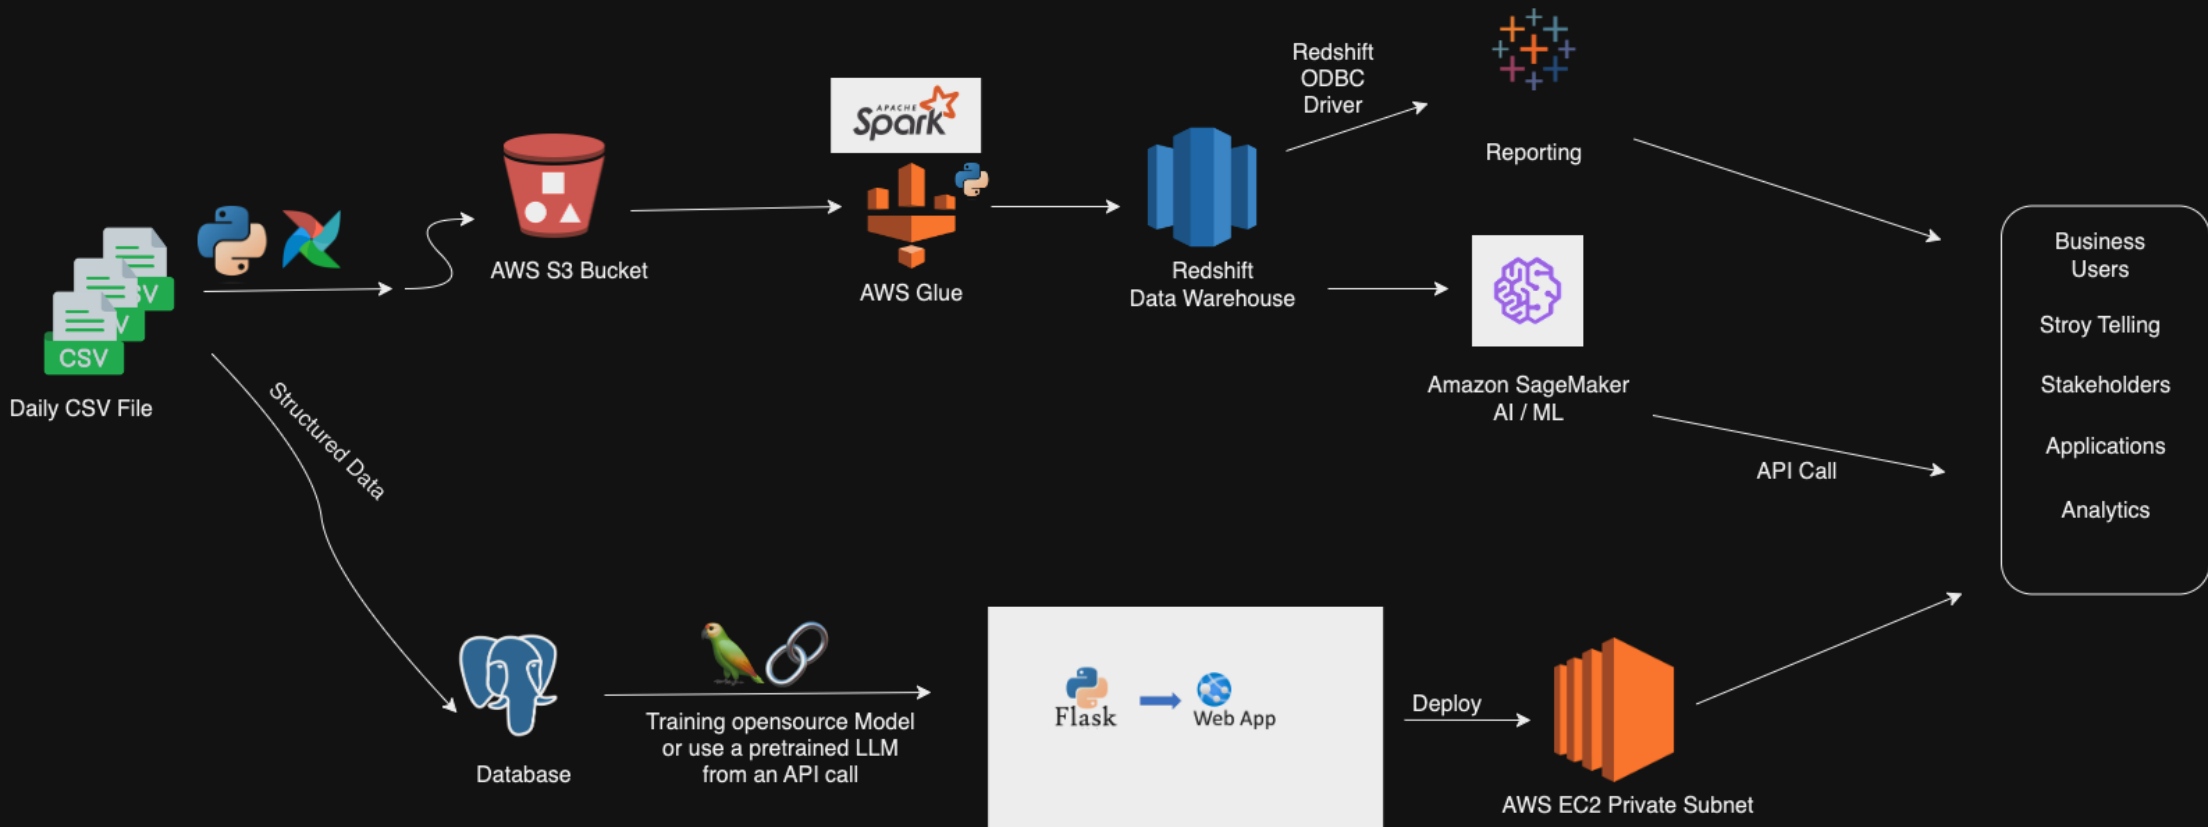 Redshift
ODBC
Driver
Reporting
APACHE
Spark
AWS S3 Bucket
AWS Glue
Redshift
Data Warehouse
Amazon SageMaker
AI / ML
API Call
SV
V
CSV
Daily CSV File
Structured Data
Database
Training opensource Model
or use a pretrained LLM
from an API call
Flask
Web App
Deploy
AWS EC2 Private Subnet
Business
Users
Stroy Telling
Stakeholders
Applications
Analytics